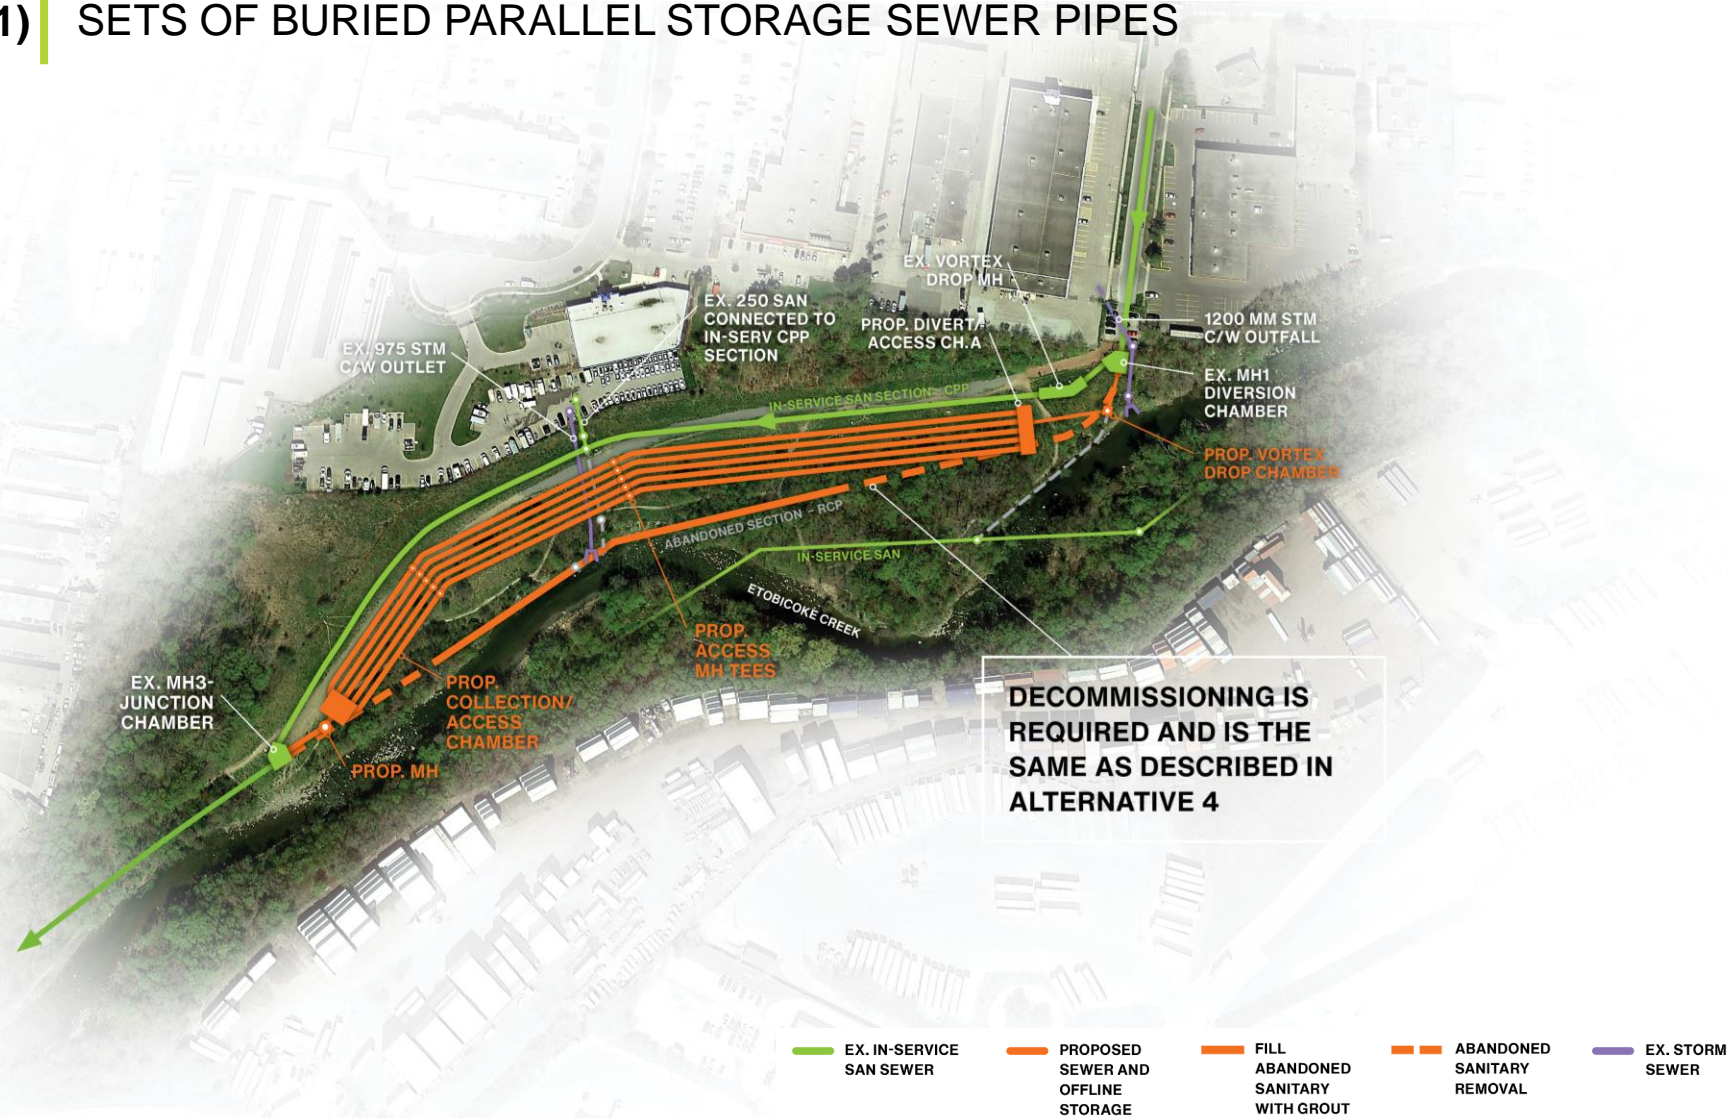 1)
SETS OF BURIED PARALLEL STORAGE SEWER PIPES
EX. VORTEX
DROP MH
EX. 250 SAN
CONNECTED TO
IN-SERV CPP
SECTION
PROP. DIVERT/
ACCESS CH.A
1200 MM STM
C/W OUTFALL
EX. 975 STM
C/W OUTLET
EX. MH1
DIVERSION
CHAMBER
IN-SERVICE SAN SECTION - CPP
PROP. VORTEX
DROP CHAMBER
ABANDONED SECTION - RCP
IN-SERVICE SAN
ETOBICOKE CREEK
PROP.
ACCESS
MH TEES
EX. MH3-
JUNCTION
CHAMBER
PROP.
COLLECTION/
ACCESS
CHAMBER
PROP. MH
DECOMMISSIONING IS
REQUIRED AND IS THE
SAME AS DESCRIBED IN
ALTERNATIVE 4
EX. IN-SERVICE
SAN SEWER
PROPOSED
SEWER AND
OFFLINE
STORAGE
FILL
ABANDONED
SANITARY
WITH GROUT
ABANDONED
SANITARY
REMOVAL
EX. STORM
SEWER